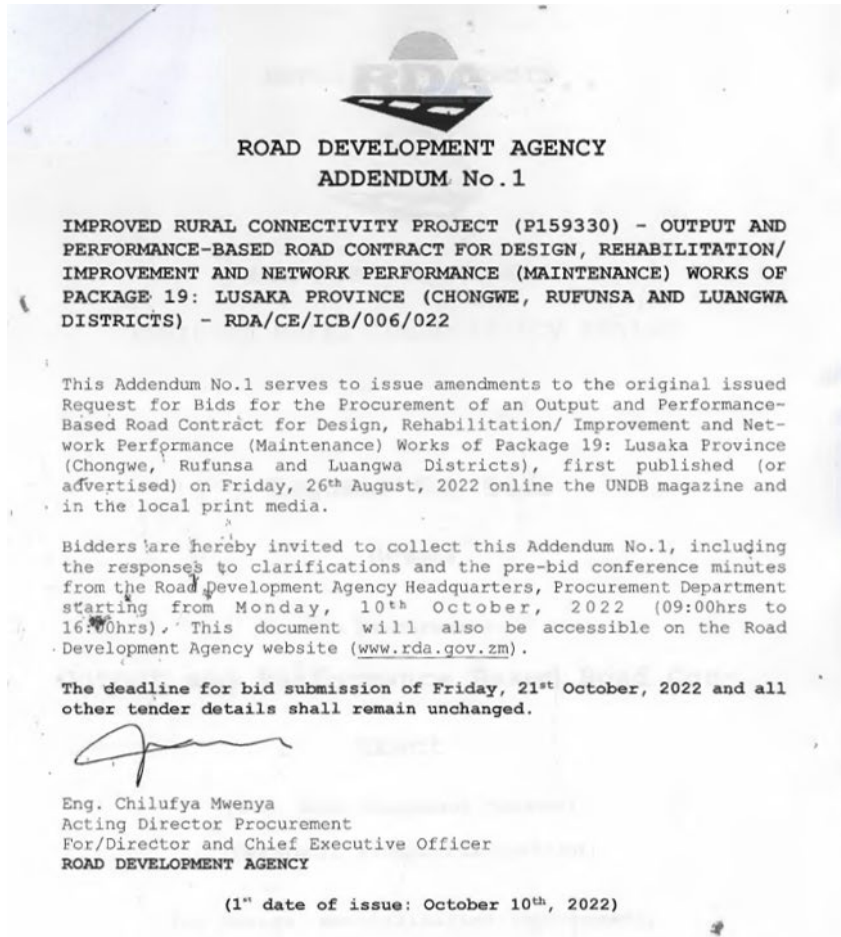 RDA
ROAD DEVELOPMENT AGENCY
ADDENDUM No.1
IMPROVED RURAL CONNECTIVITY PROJECT (P159330) - OUTPUT AND
PERFORMANCE-BASED ROAD CONTRACT FOR DESIGN, REHABILITATION/
IMPROVEMENT AND NETWORK PERFORMANCE (MAINTENANCE) WORKS OF
PACKAGE 19: LUSAKA PROVINCE (CHONGWE, RUFUNSA AND LUANGWA
DISTRICTS) - RDA/CE/ICB/006/022
This Addendum No.1 serves to issue amendments to the original issued
Request for Bids for the Procurement of an Output and Performance-
Based Road Contract for Design, Rehabilitation/ Improvement and Net-
work Performance (Maintenance) Works of Package 19: Lusaka Province
(Chongwe, Rufunsa and Luangwa Districts), first published (or
advertised) on Friday, 26th August, 2022 online the UNDB magazine and
in the local print media.
Bidders are hereby invited to collect this Addendum No.1, including
the responses to clarifications and the pre-bid conference minutes
from the Road Development Agency Headquarters, Procurement Department
starting from Monday, 10th October, 2022 (09:00hrs to
16:00hrs). This document will also be accessible on the Road
Development Agency website (www.rda.gov.zm).
The deadline for bid submission of Friday, 21st October, 2022 and all
other tender details shall remain unchanged.
Eng. Chilufya Mwenya
Acting Director Procurement
For/Director and Chief Executive Officer
ROAD DEVELOPMENT AGENCY
(1st date of issue: October 10th, 2022)